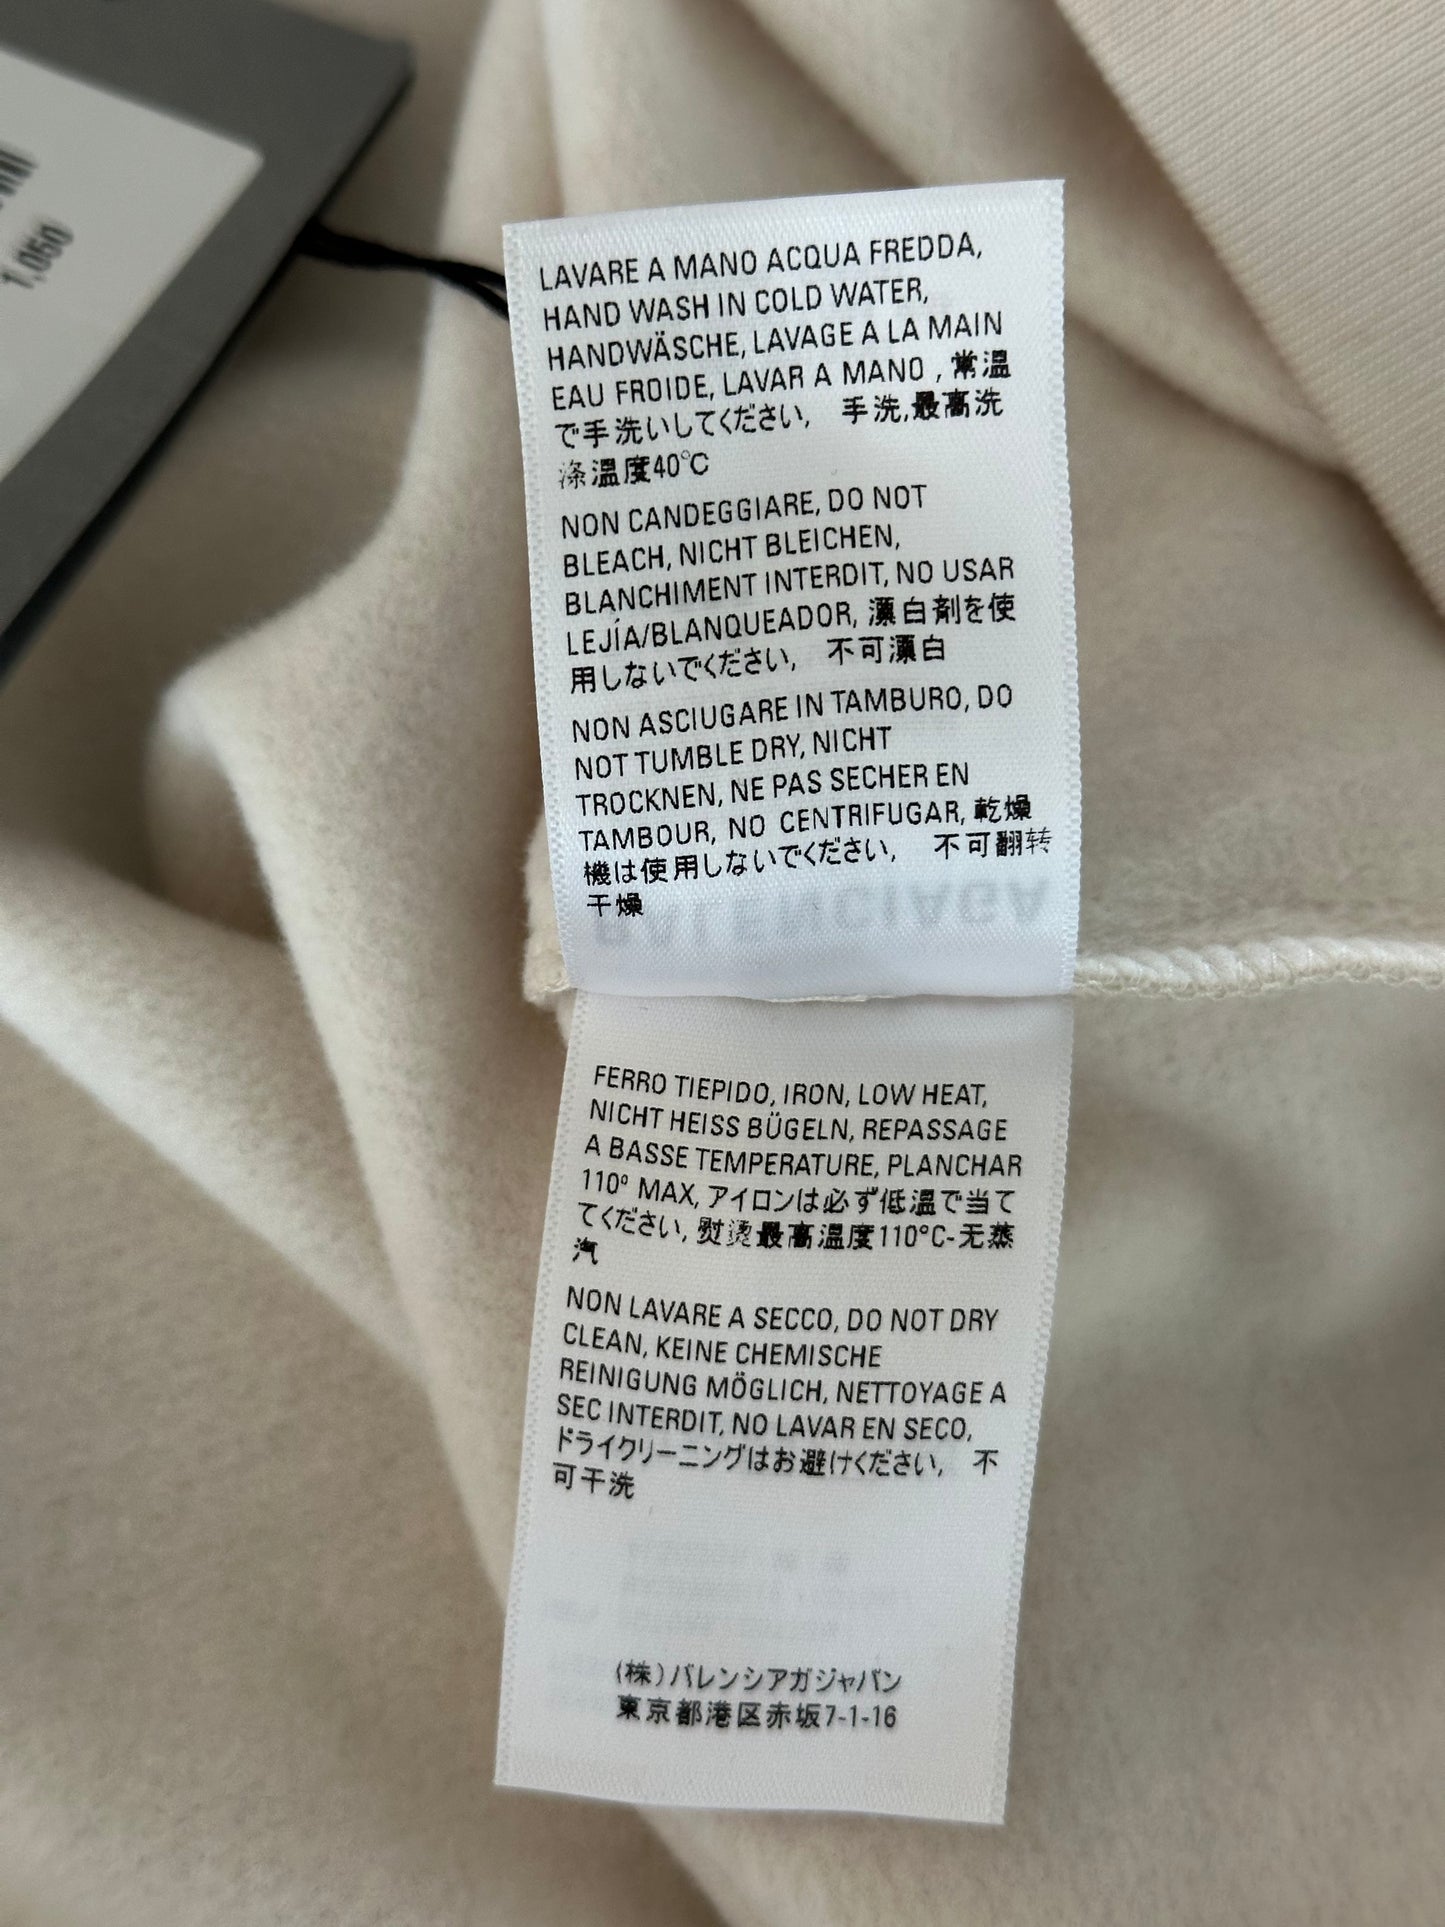 1,050
LAVARE A MANO ACQUA FREDDA,
HAND WASH IN COLD WATER,
HANDWÄSCHE, LAVAGE A LA MAIN
EAU FROIDE, LAVAR A MANO , 常温
で手洗いしてください, 手洗,最高洗
涤温度40°C
NON CANDEGGIARE, DO NOT
BLEACH, NICHT BLEICHEN,
BLANCHIMENT INTERDIT, NO USAR
LEJÍA/BLANQUEADOR, 漂白剤を使
用しないでください, 不可漂白
NON ASCIUGARE IN TAMBURO, DO
NOT TUMBLE DRY, NICHT
TROCKNEN, NE PAS SECHER EN
TAMBOUR, NO CENTRIFUGAR, 乾燥
機は使用しないでください, 不可翻转
干燥
BALENCIAGA
FERRO TIEPIDO, IRON, LOW HEAT,
NICHT HEISS BÜGELN, REPASSAGE
A BASSE TEMPERATURE, PLANCHAR
110° MAX, アイロンは必ず低温で当て
てください, 熨烫最高温度110°C-无蒸
汽
NON LAVARE A SECCO, DO NOT DRY
CLEAN, KEINE CHEMISCHE
REINIGUNG MÖGLICH, NETTOYAGE A
SEC INTERDIT, NO LAVAR EN SECO,
ドライクリーニングはお避けください, 不
可干洗
(株)バレンシアガジャパン
東京都港区赤坂7-1-16